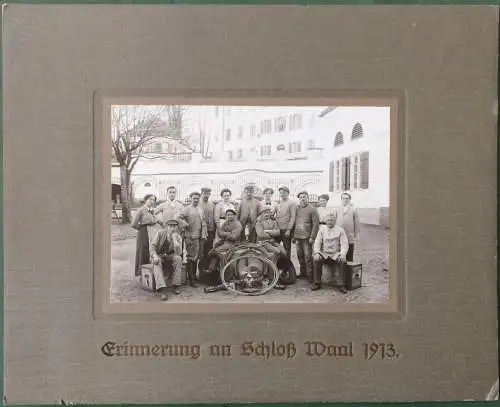 Erinnerung an Schloß Waal 1913.